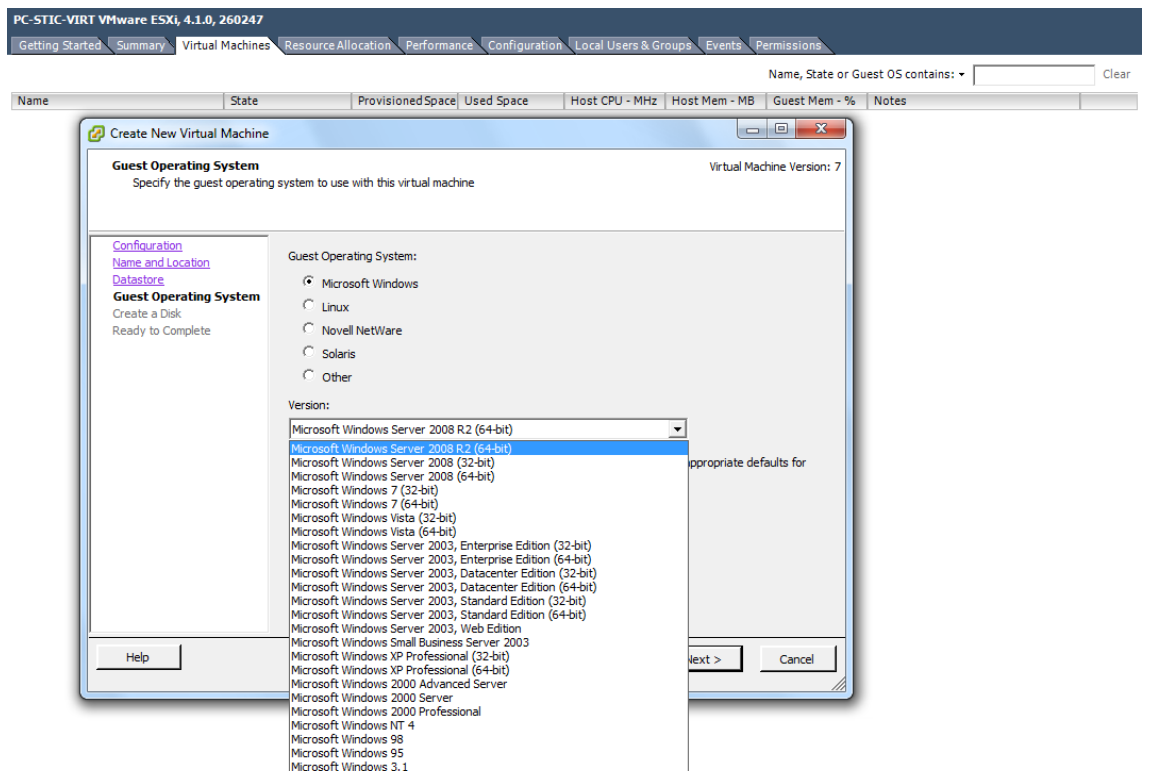 PC-STIC-VIRT VMware ESXi, 4.1.0, 260247
Getting Started Summary Virtual Machines Resource Allocation Performance Configuration Local Users & Groups Events Permissions
Name, State or Guest OS contains: Clear
Name State Provisioned Space Used Space Host CPU - MHz Host Mem - MB Guest Mem - % Notes
Create New Virtual Machine
Guest Operating System Virtual Machine Version: 7
Specify the guest operating system to use with this virtual machine
Configuration
Name and Location
Datastore
Guest Operating System
Create a Disk
Ready to Complete
Guest Operating System:
Microsoft Windows
Linux
Novell NetWare
Solaris
Other
Version:
Microsoft Windows Server 2008 R2 (64-bit)
Microsoft Windows Server 2008 R2 (64-bit)
Microsoft Windows Server 2008 (32-bit) appropriate defaults for
Microsoft Windows Server 2008 (64-bit)
Microsoft Windows 7 (32-bit)
Microsoft Windows 7 (64-bit)
Microsoft Windows Vista (32-bit)
Microsoft Windows Vista (64-bit)
Microsoft Windows Server 2003, Enterprise Edition (32-bit)
Microsoft Windows Server 2003, Enterprise Edition (64-bit)
Microsoft Windows Server 2003, Datacenter Edition (32-bit)
Microsoft Windows Server 2003, Datacenter Edition (64-bit)
Microsoft Windows Server 2003, Standard Edition (32-bit)
Microsoft Windows Server 2003, Standard Edition (64-bit)
Microsoft Windows Server 2003, Web Edition
Microsoft Windows Small Business Server 2003
Microsoft Windows XP Professional (32-bit)
Microsoft Windows XP Professional (64-bit)
Microsoft Windows 2000 Advanced Server
Microsoft Windows 2000 Server
Microsoft Windows 2000 Professional
Microsoft Windows NT 4
Microsoft Windows 98
Microsoft Windows 95
Microsoft Windows 3.1
Help Next > Cancel